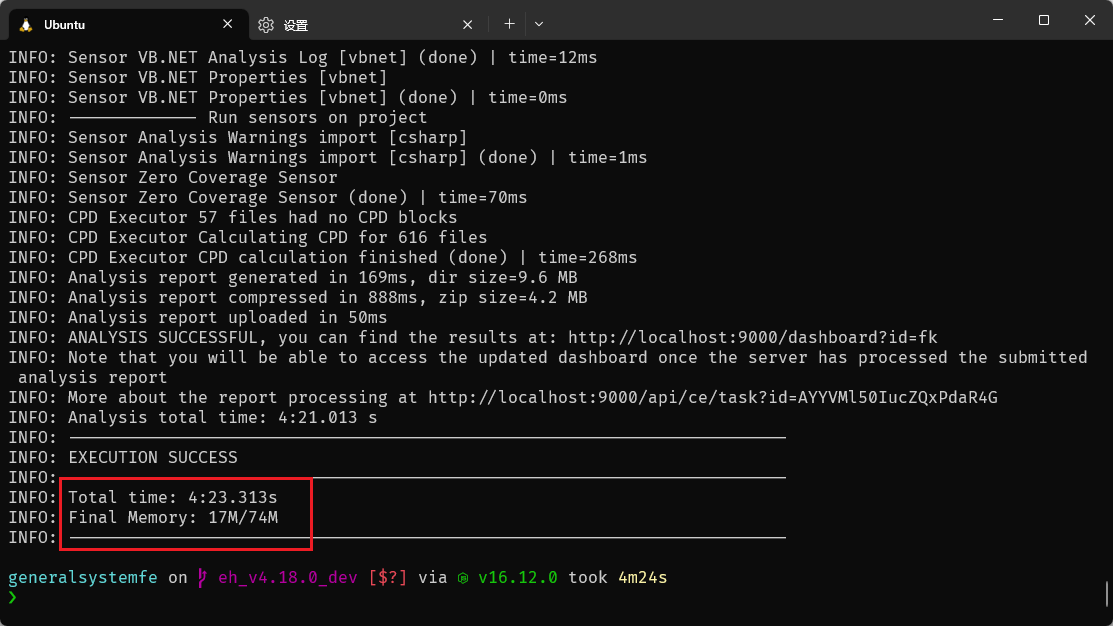 Ubuntu
设置
INFO: Sensor VB.NET Analysis Log [vbnet] (done) | time=12ms
INFO: Sensor VB.NET Properties [vbnet]
INFO: Sensor VB.NET Properties [vbnet] (done) | time=0ms
INFO: ------------- Run sensors on project
INFO: Sensor Analysis Warnings import [csharp]
INFO: Sensor Analysis Warnings import [csharp] (done) | time=1ms
INFO: Sensor Zero Coverage Sensor
INFO: Sensor Zero Coverage Sensor (done) | time=70ms
INFO: CPD Executor 57 files had no CPD blocks
INFO: CPD Executor Calculating CPD for 616 files
INFO: CPD Executor CPD calculation finished (done) | time=268ms
INFO: Analysis report generated in 169ms, dir size=9.6 MB
INFO: Analysis report compressed in 888ms, zip size=4.2 MB
INFO: Analysis report uploaded in 50ms
INFO: ANALYSIS SUCCESSFUL, you can find the results at: http://localhost:9000/dashboard?id=fk
INFO: Note that you will be able to access the updated dashboard once the server has processed the submitted
analysis report
INFO: More about the report processing at http://localhost:9000/api/ce/task?id=AYYVMl50IucZQxPdaR4G
INFO: Analysis total time: 4:21.013 s
INFO: ------------------------------------------------------------------------
INFO: EXECUTION SUCCESS
INFO: ------------------------------------------------------------------------
INFO: Total time: 4:23.313s
INFO: Final Memory: 17M/74M
INFO: ------------------------------------------------------------------------
generalsystemfe on eh_v4.18.0_dev [$?] via v16.12.0 took 4m24s
❯